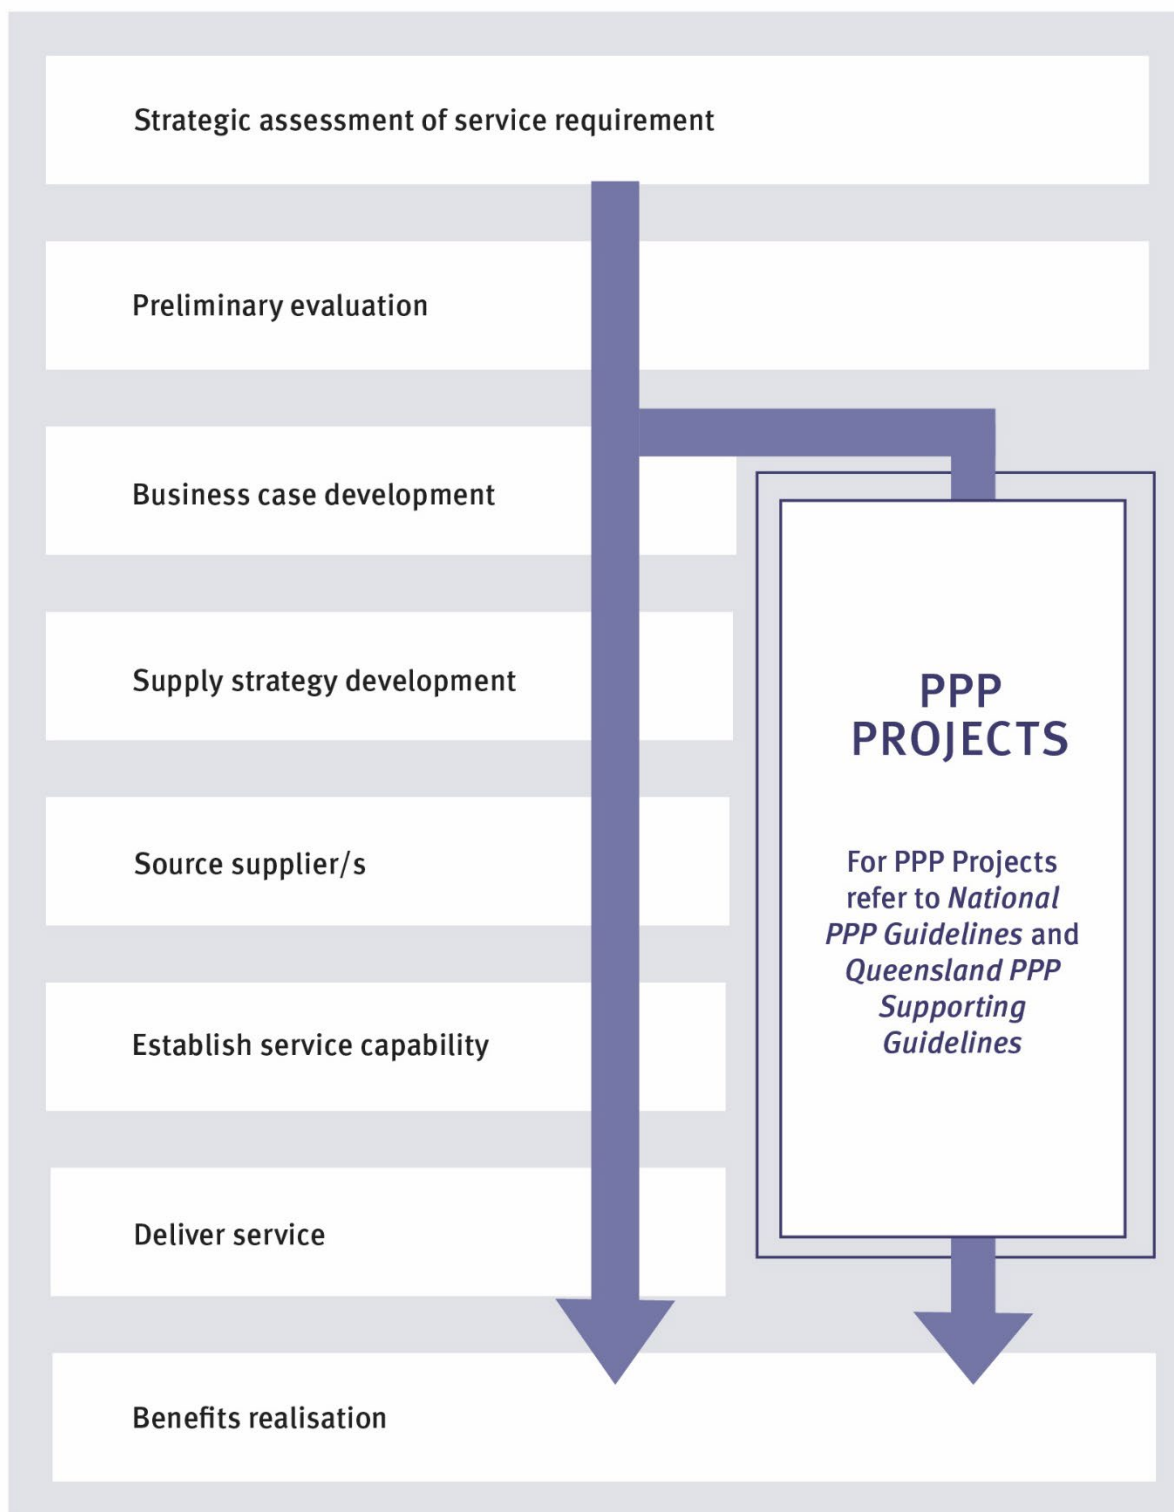 Strategic assessment of service requirement
Preliminary evaluation
Business case development
Supply strategy development
Source supplier/s
Establish service capability
Deliver service
Benefits realisation
PPP
PROJECTS
For PPP Projects
refer to National
PPP Guidelines and
Queensland PPP
Supporting
Guidelines